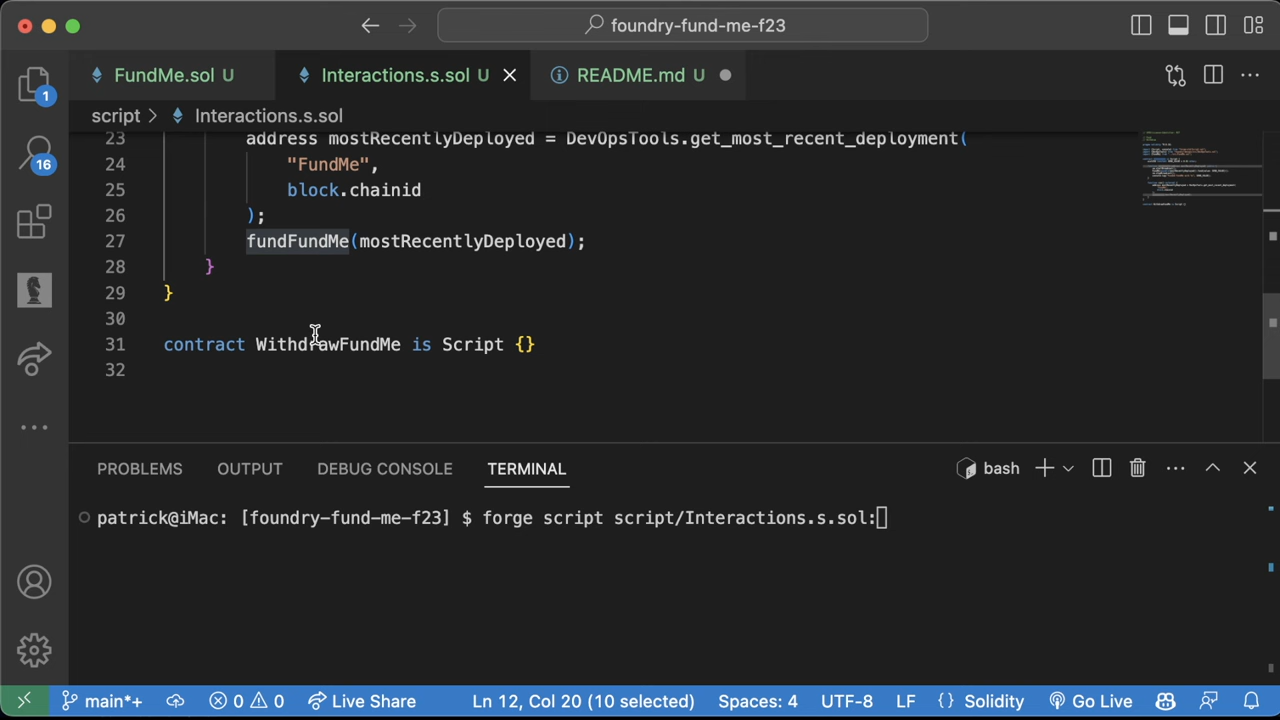 foundry-fund-me-f23
FundMe.sol U
Interactions.s.sol U
README.md U
1
script > Interactions.s.sol
16
23 address mostRecentlyDeployed = DevOpsTools.get_most_recent_deployment(
24 "FundMe",
25 block.chainid
26 );
27 fundFundMe(mostRecentlyDeployed);
28 }
29 }
30
31 contract WithdrawFundMe is Script {}
32
PROBLEMS OUTPUT DEBUG CONSOLE TERMINAL
bash
patrick@iMac: [foundry-fund-me-f23] $ forge script script/Interactions.s.sol:
main*+ 0 0 Live Share Ln 12, Col 20 (10 selected) Spaces: 4 UTF-8 LF {} Solidity Go Live